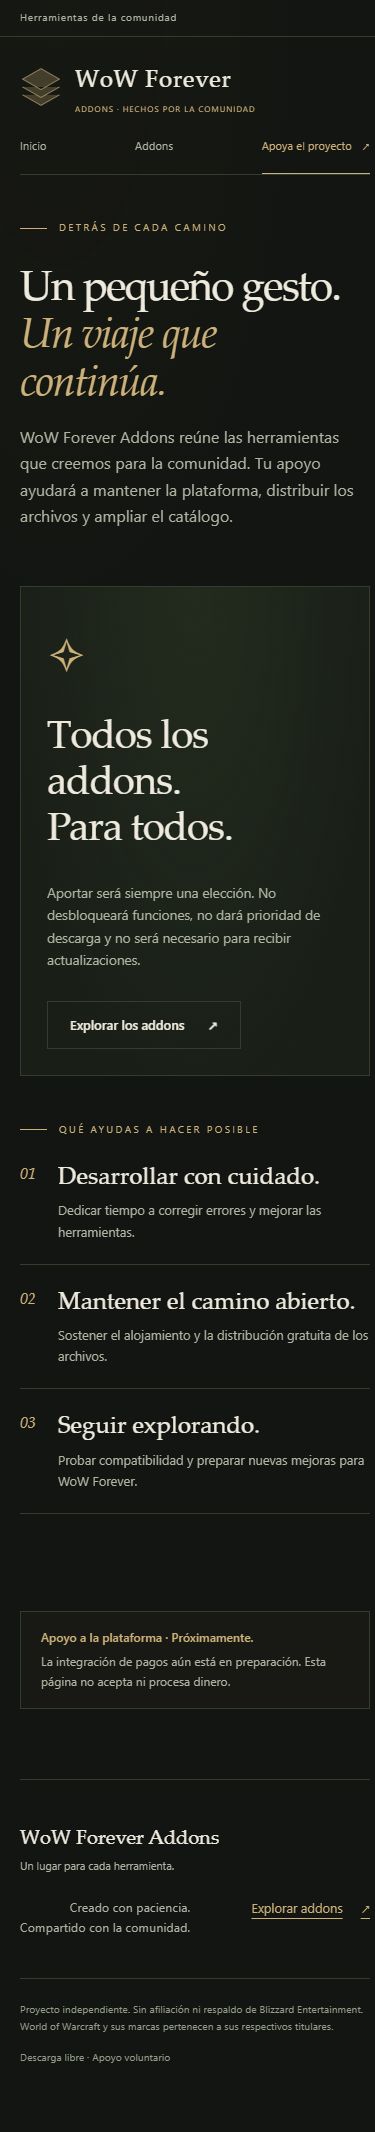 Herramientas de la comunidad
WoW Forever
ADDONS · HECHOS POR LA COMUNIDAD
Inicio
Addons
Apoya el proyecto ↗
DETRÁS DE CADA CAMINO
Un pequeño gesto.
Un viaje que
continúa.
WoW Forever Addons reúne las herramientas
que creemos para la comunidad. Tu apoyo
ayudará a mantener la plataforma, distribuir los
archivos y ampliar el catálogo.
Todos los
addons.
Para todos.
Aportar será siempre una elección. No
desbloqueará funciones, no dará prioridad de
descarga y no será necesario para recibir
actualizaciones.
Explorar los addons ↗
QUÉ AYUDAS A HACER POSIBLE
01 Desarrollar con cuidado.
Dedicar tiempo a corregir errores y mejorar las
herramientas.
02 Mantener el camino abierto.
Sostener el alojamiento y la distribución gratuita de los
archivos.
03 Seguir explorando.
Probar compatibilidad y preparar nuevas mejoras para
WoW Forever.
Apoyo a la plataforma · Próximamente.
La integración de pagos aún está en preparación. Esta
página no acepta ni procesa dinero.
WoW Forever Addons
Un lugar para cada herramienta.
Creado con paciencia.
Compartido con la comunidad.
Explorar addons ↗
Proyecto independiente. Sin afiliación ni respaldo de Blizzard Entertainment.
World of Warcraft y sus marcas pertenecen a sus respectivos titulares.
Descarga libre · Apoyo voluntario